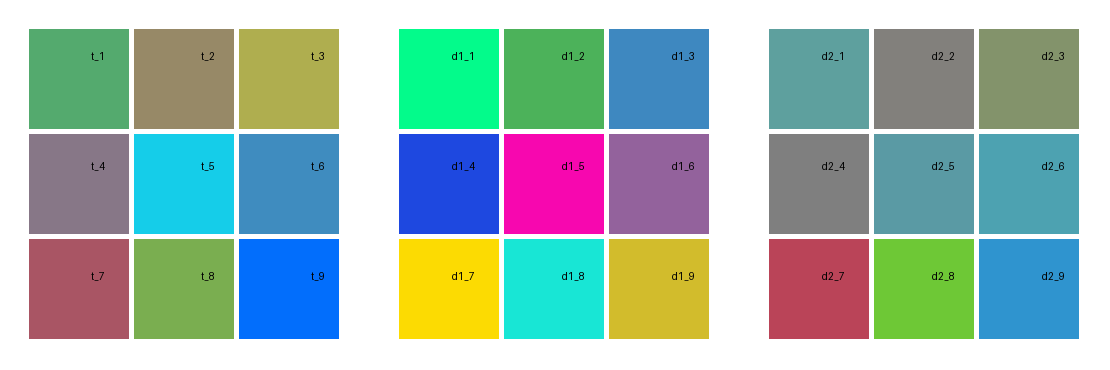 t_1 t_2 t_3 d1_1 d1_2 d1_3 d2_1 d2_2 d2_3
t_4 t_5 t_6 d1_4 d1_5 d1_6 d2_4 d2_5 d2_6
t_7 t_8 t_9 d1_7 d1_8 d1_9 d2_7 d2_8 d2_9